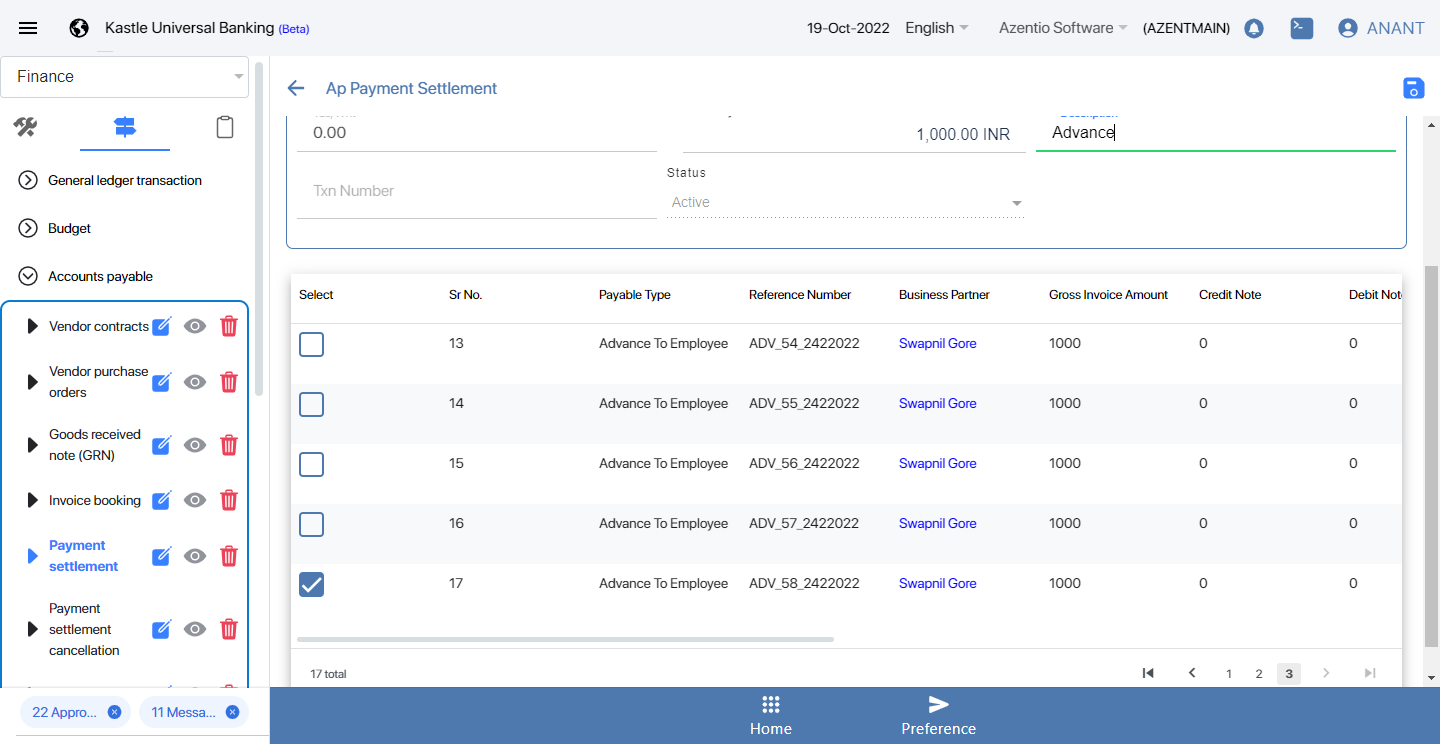 Kastle Universal Banking (Beta)
19-Oct-2022 English Azentio Software (AZENTMAIN) ANANT
Finance
Ap Payment Settlement
Description
0.00 1,000.00 INR Advance
Txn Number
Status
Active
General ledger transaction
Budget
Accounts payable
Vendor contracts
Vendor purchase
orders
Goods received
note (GRN)
Invoice booking
Payment
settlement
Payment
settlement
cancellation
Select Sr No. Payable Type Reference Number Business Partner Gross Invoice Amount Credit Note Debit Not
13 Advance To Employee ADV_54_2422022 Swapnil Gore 1000 0 0
14 Advance To Employee ADV_55_2422022 Swapnil Gore 1000 0 0
15 Advance To Employee ADV_56_2422022 Swapnil Gore 1000 0 0
16 Advance To Employee ADV_57_2422022 Swapnil Gore 1000 0 0
17 Advance To Employee ADV_58_2422022 Swapnil Gore 1000 0 0
17 total 1 2 3
22 Appro... 11 Messa...
Home Preference